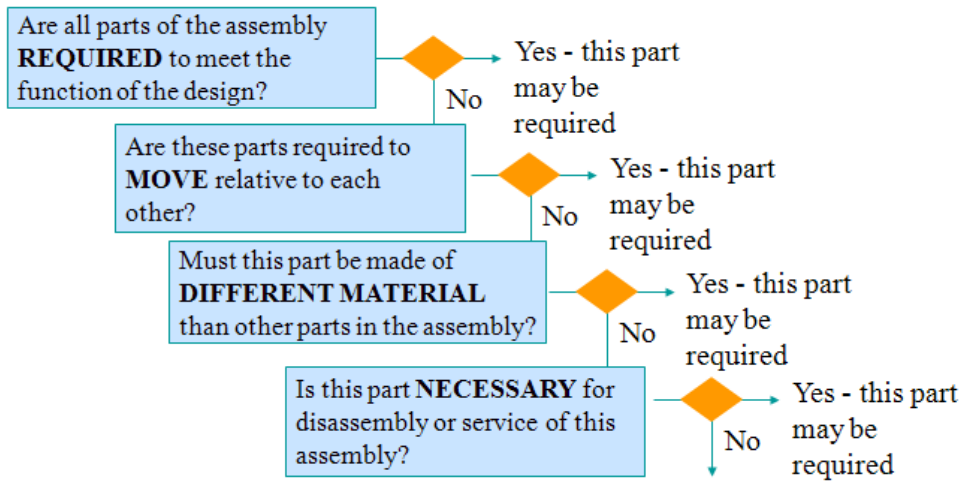 Are all parts of the assembly
REQUIRED to meet the
function of the design?
Yes - this part
may be
required
No
Are these parts required to
MOVE relative to each
other?
Yes - this part
may be
required
No
Must this part be made of
DIFFERENT MATERIAL
than other parts in the assembly?
Yes - this part
may be
required
No
Is this part NECESSARY for
disassembly or service of this
assembly?
Yes - this part
may be
required
No